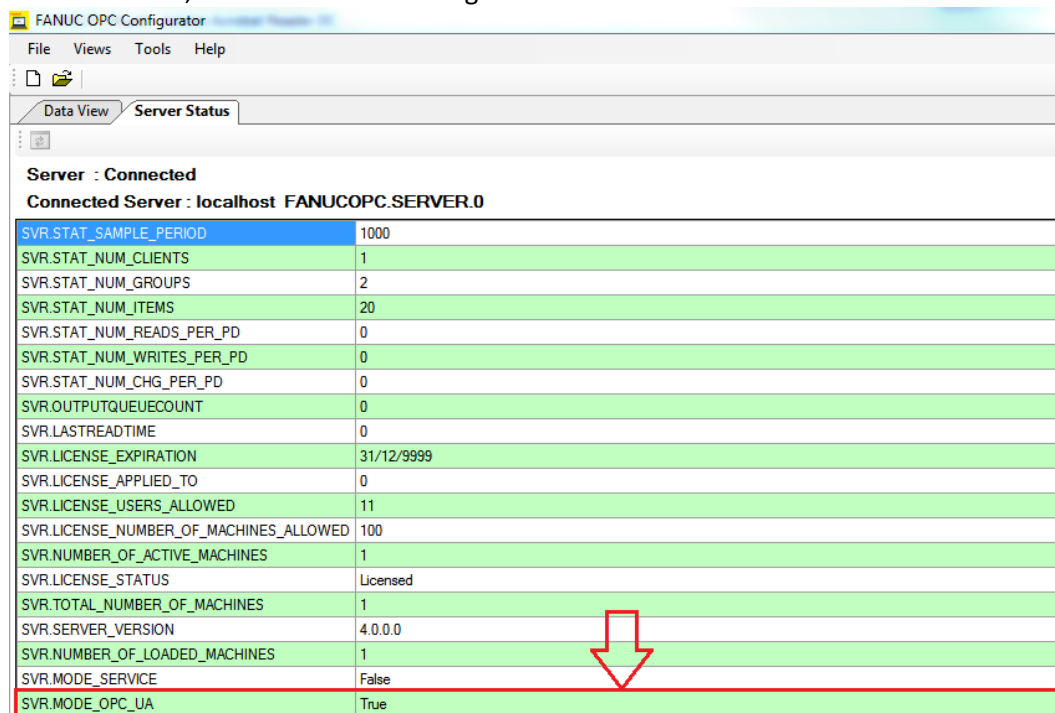 FANUC OPC Configurator
File Views Tools Help
Data View Server Status
Server : Connected
Connected Server : localhost FANUCOPC.SERVER.0
SVR.STAT_SAMPLE_PERIOD 1000
SVR.STAT_NUM_CLIENTS 1
SVR.STAT_NUM_GROUPS 2
SVR.STAT_NUM_ITEMS 20
SVR.STAT_NUM_READS_PER_PD 0
SVR.STAT_NUM_WRITES_PER_PD 0
SVR.STAT_NUM_CHG_PER_PD 0
SVR.OUTPUTQUEUECOUNT 0
SVR.LASTREADTIME 0
SVR.LICENSE_EXPIRATION 31/12/9999
SVR.LICENSE_APPLIED_TO 0
SVR.LICENSE_USERS_ALLOWED 11
SVR.LICENSE_NUMBER_OF_MACHINES_ALLOWED 100
SVR.NUMBER_OF_ACTIVE_MACHINES 1
SVR.LICENSE_STATUS Licensed
SVR.TOTAL_NUMBER_OF_MACHINES 1
SVR.SERVER_VERSION 4.0.0.0
SVR.NUMBER_OF_LOADED_MACHINES 1
SVR.MODE_SERVICE False
SVR.MODE_OPC_UA True